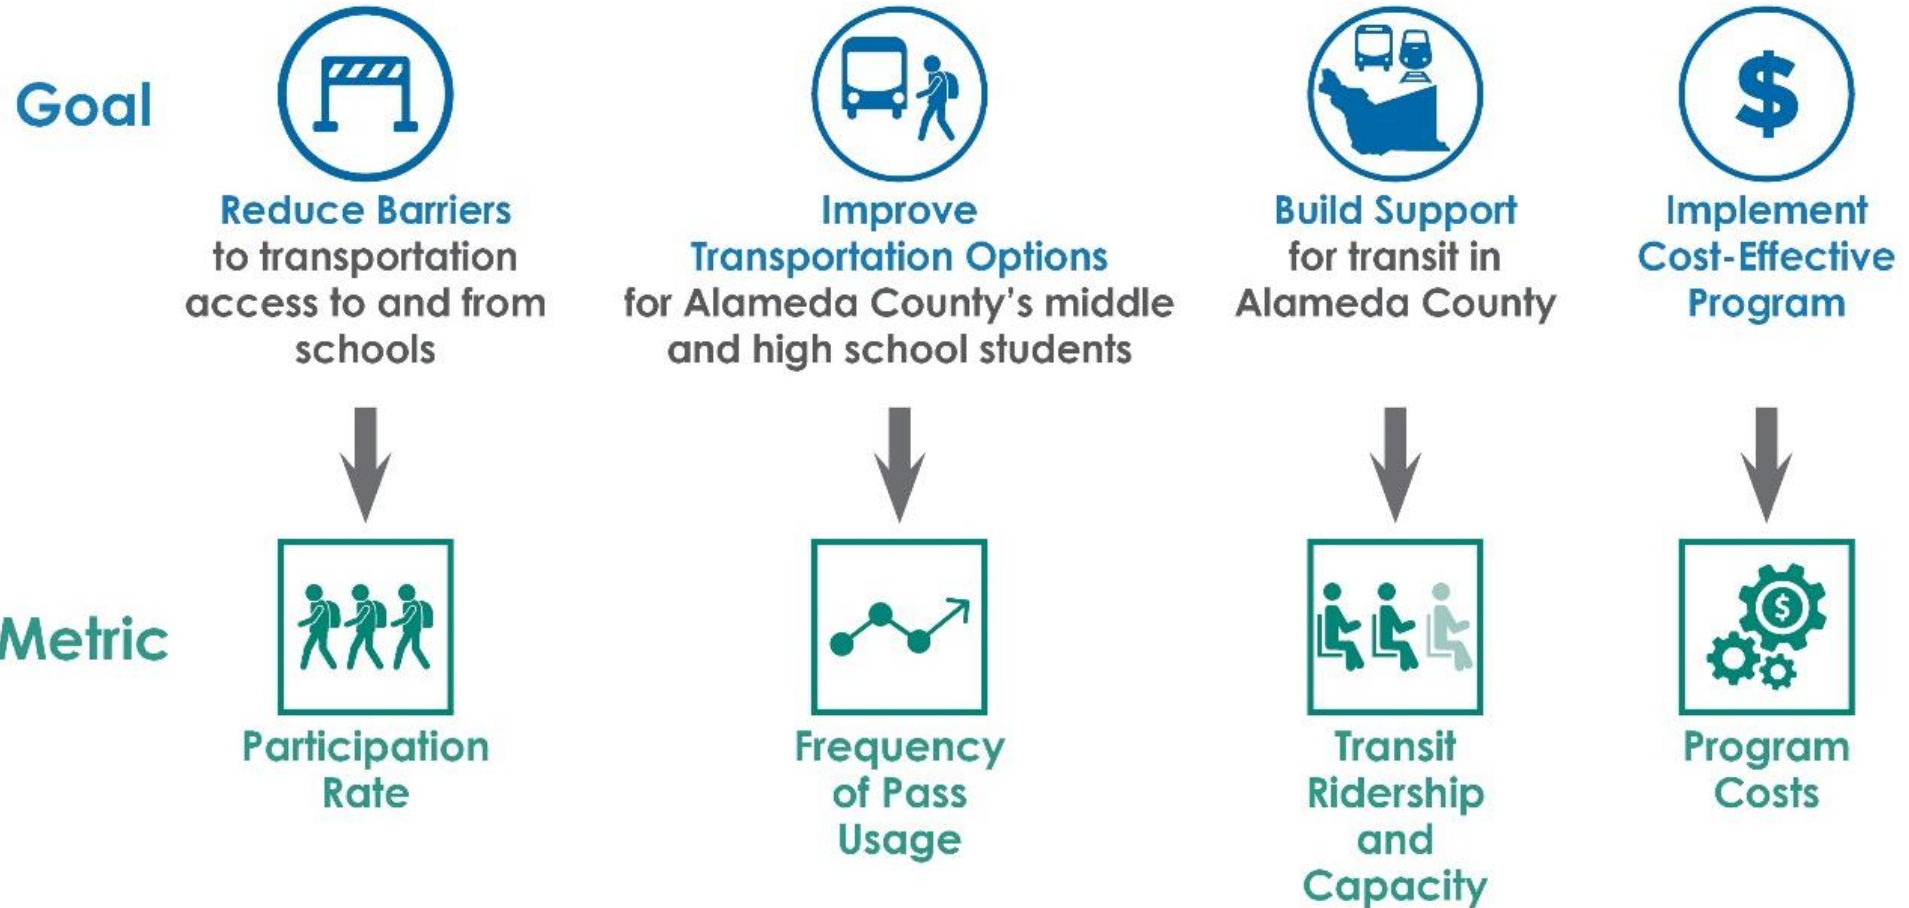 Goal
Reduce Barriers
to transportation
access to and from
schools
Improve
Transportation Options
for Alameda County's middle
and high school students
Build Support
for transit in
Alameda County
$
Implement
Cost-Effective
Program
Metric
Participation
Rate
Frequency
of Pass
Usage
Transit
Ridership
and
Capacity
$
Program
Costs